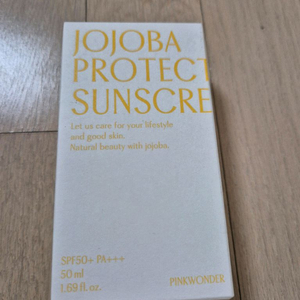 JOJOBA
PROTECT
SUNSCRE
Let us care for your lifestyle
and good skin.
Natural beauty with jojoba.
SPF50+ PA+++
50 ml
1.69 fl. oz.
PINKWONDER